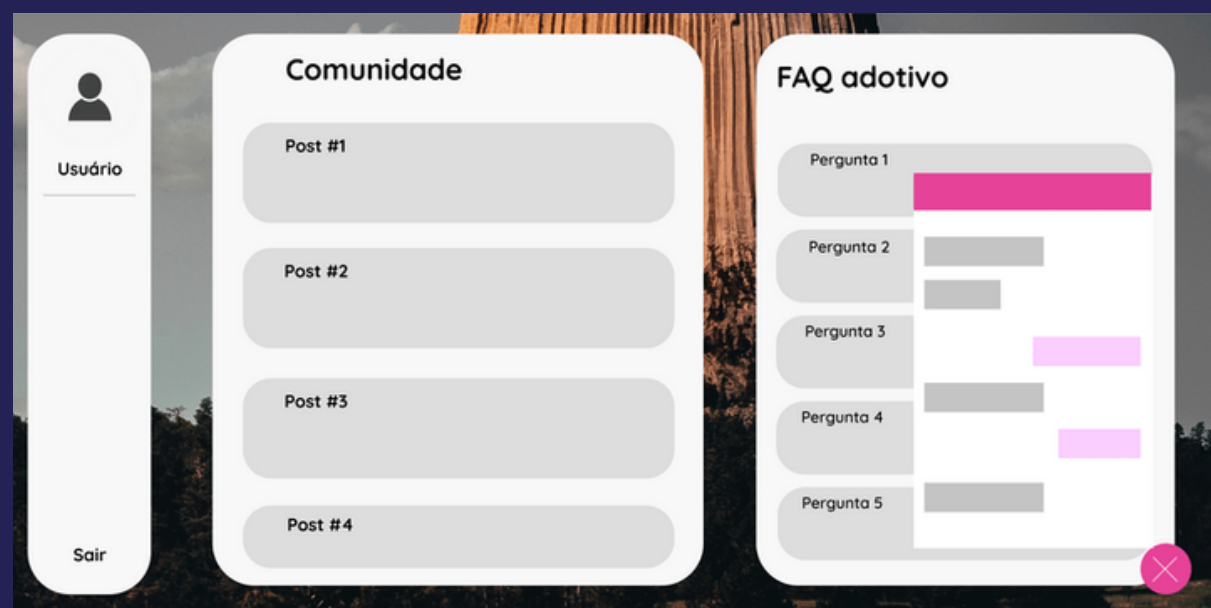 Usuário
Sair
Comunidade
Post #1
Post #2
Post #3
Post #4
FAQ adotivo
Pergunta 1
Pergunta 2
Pergunta 3
Pergunta 4
Pergunta 5